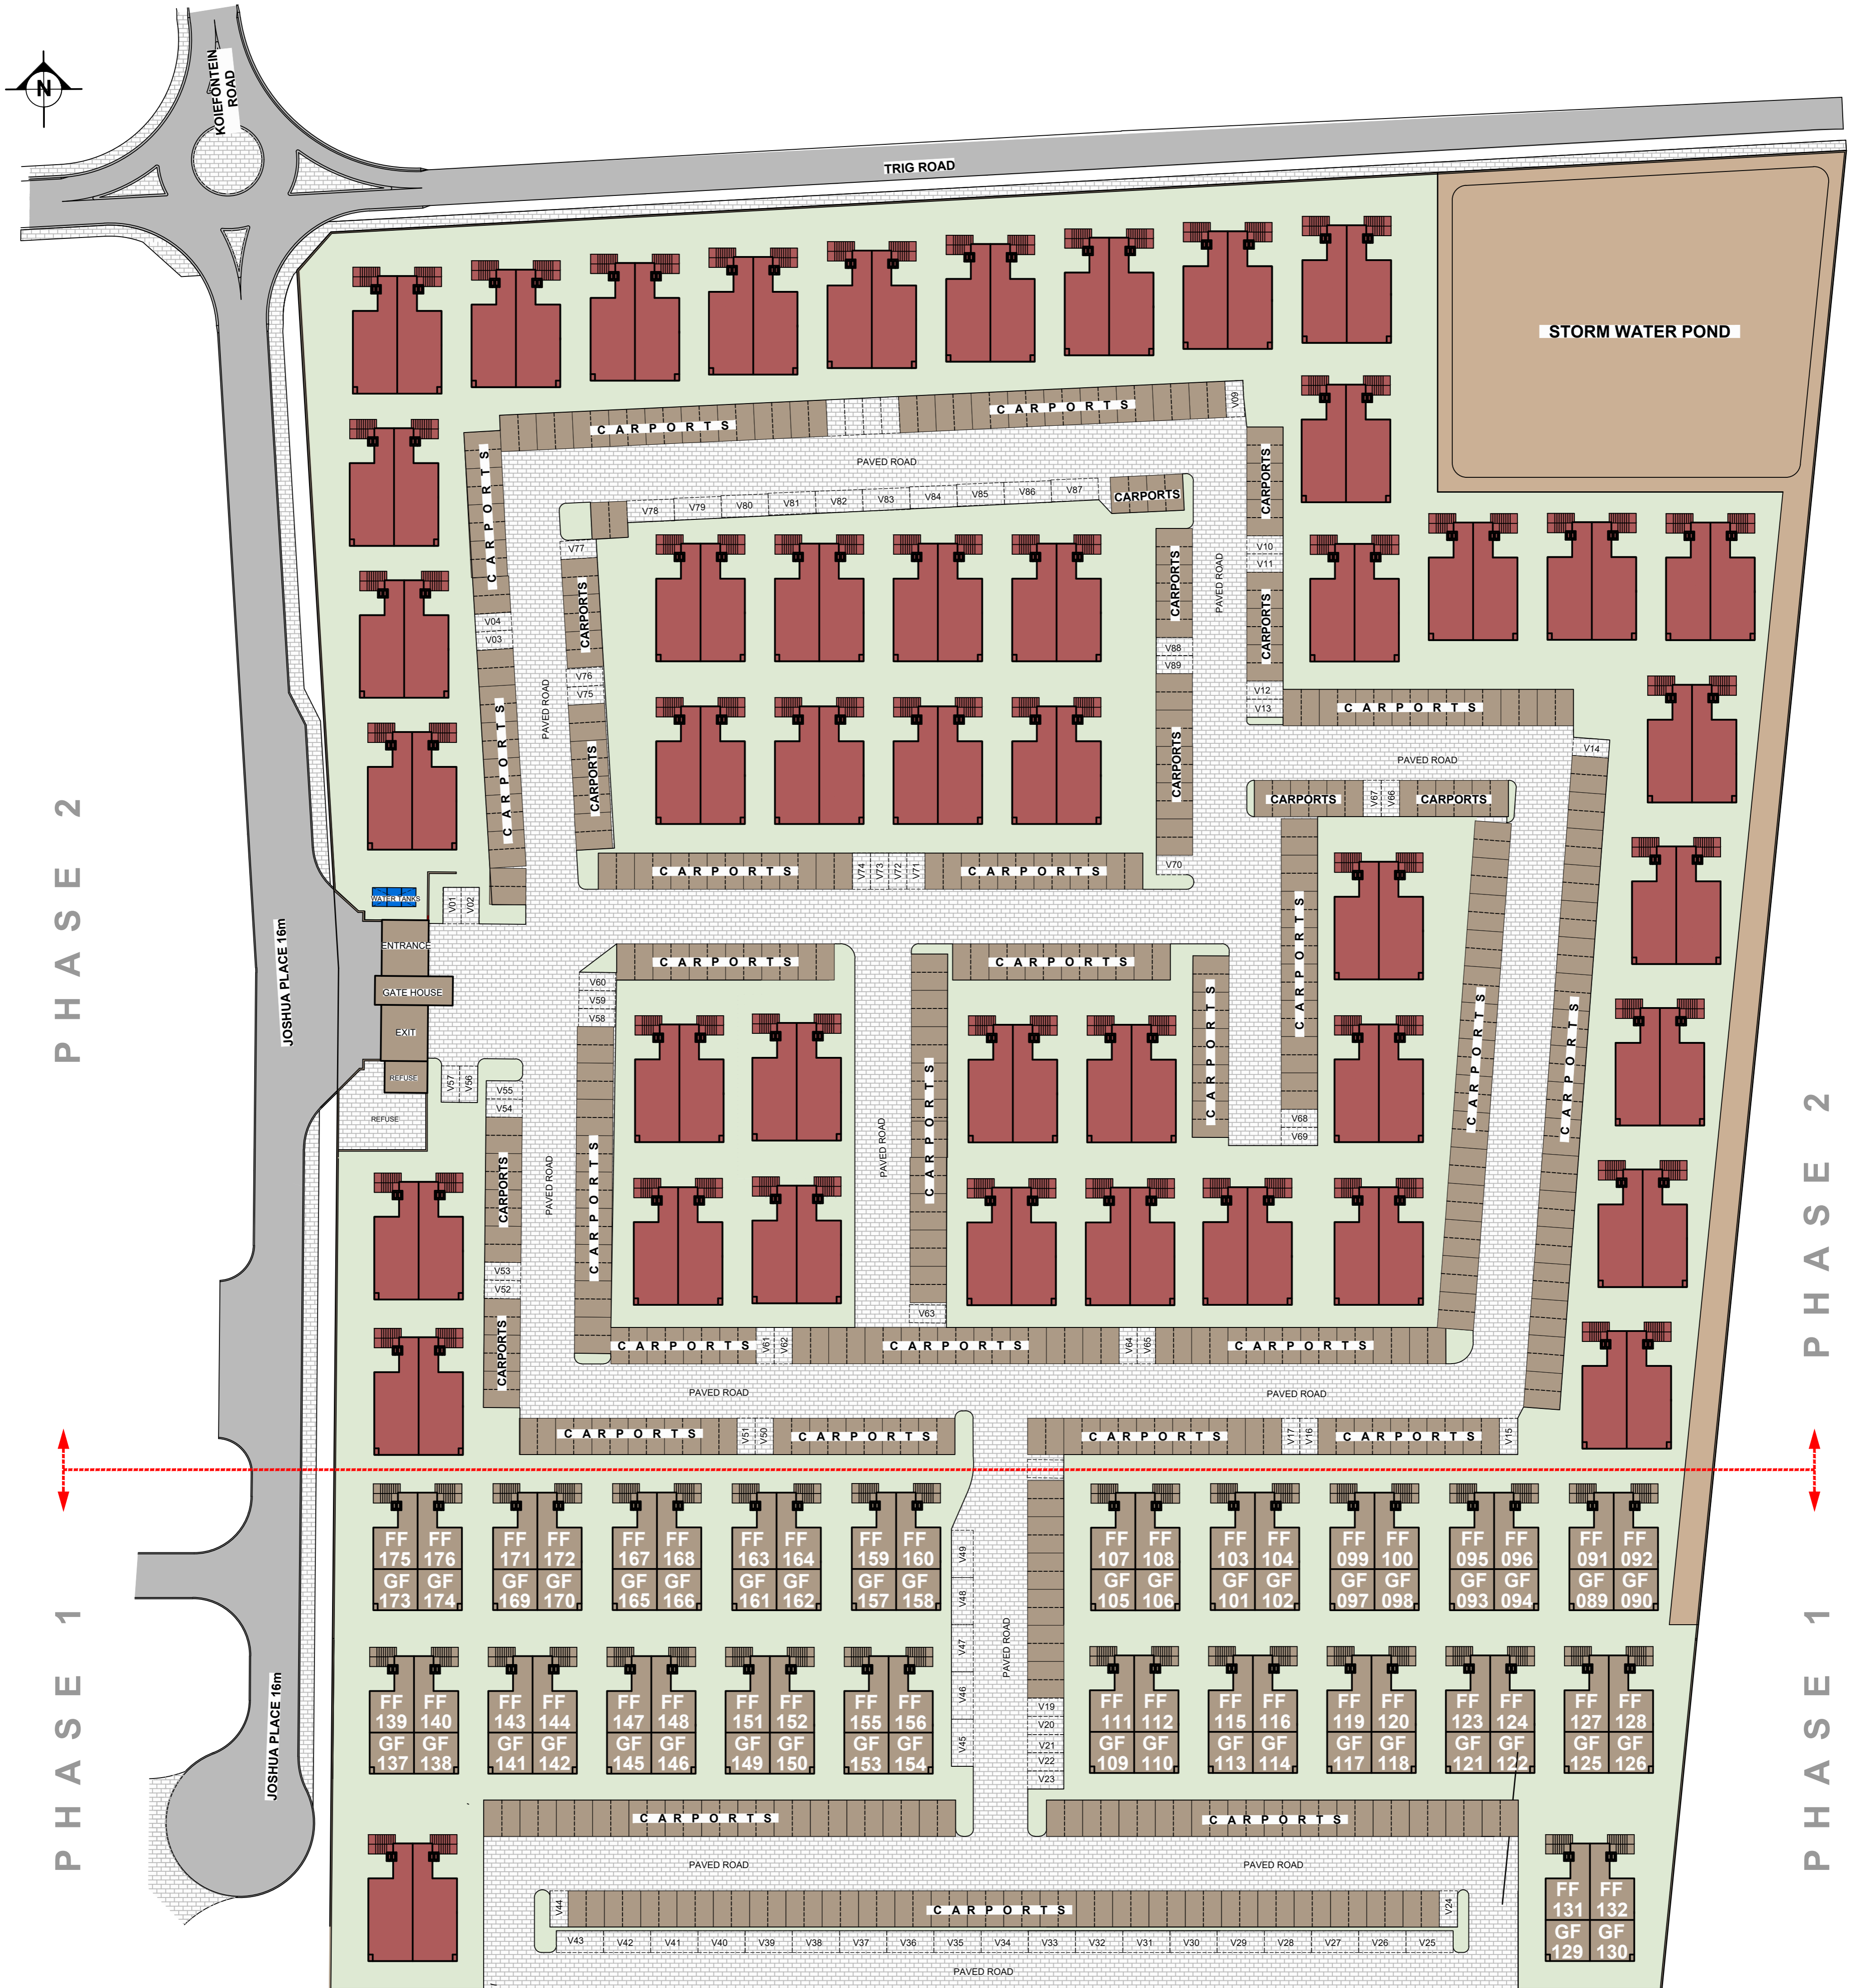 N
KOIEFONTEIN
ROAD
TRIG ROAD
STORM WATER POND
CARPORTS
CARPORTS
V09
CARPORTS
PAVED ROAD
CARPORTS
V78
V79
V80
V81
V82
V83
V84
V85
V86
V87
CARPORTS
V77
CARPORTS
CARPORTS
PAVED ROAD
V10
V11
V04
V03
CARPORTS
V88
V89
V76
V75
V12
V13
CARPORTS
PAVED ROAD
CARPORTS
CARPORTS
CARPORTS
V14
PAVED ROAD
CARPORTS
V67
V66
CARPORTS
PHASE 2
CARPORTS
V74
V73
V72
V71
CARPORTS
V70
WATER TANKS
V01
V02
ENTRANCE
GATE HOUSE
EXIT
REFUSE
REFUSE
JOSHUA PLACE 16m
CARPORTS
CARPORTS
CARPORTS
V60
V59
V58
CARPORTS
CARPORTS
CARPORTS
CARPORTS
V57
V56
V55
V54
V68
V69
PHASE 2
CARPORTS
PAVED ROAD
CARPORTS
PAVED ROAD
V53
V52
CARPORTS
V63
CARPORTS
V61
V62
CARPORTS
V64
V65
CARPORTS
PAVED ROAD
PAVED ROAD
CARPORTS
V51
V50
CARPORTS
CARPORTS
V17
V16
CARPORTS
V15
FF FF FF FF FF FF FF FF FF FF
175 176 171 172 167 168 163 164 159 160
GF GF GF GF GF GF GF GF GF GF
173 174 169 170 165 166 161 162 157 158
V49
V48
V47
V46
V45
PAVED ROAD
FF FF FF FF FF FF FF FF FF FF
107 108 103 104 099 100 095 096 091 092
GF GF GF GF GF GF GF GF GF GF
105 106 101 102 097 098 093 094 089 090
PHASE 1
JOSHUA PLACE 16m
FF FF FF FF FF FF FF FF FF FF
139 140 143 144 147 148 151 152 155 156
GF GF GF GF GF GF GF GF GF GF
137 138 141 142 145 146 149 150 153 154
V19
V20
V21
V22
V23
FF FF FF FF FF FF FF FF FF FF
111 112 115 116 119 120 123 124 127 128
GF GF GF GF GF GF GF GF GF GF
109 110 113 114 117 118 121 122 125 126
PHASE 1
CARPORTS
CARPORTS
PAVED ROAD
PAVED ROAD
V44
CARPORTS
V24
V43
V42
V41
V40
V39
V38
V37
V36
V35
V34
V33
V32
V31
V30
V29
V28
V27
V26
V25
PAVED ROAD
FF FF
131 132
GF GF
129 130